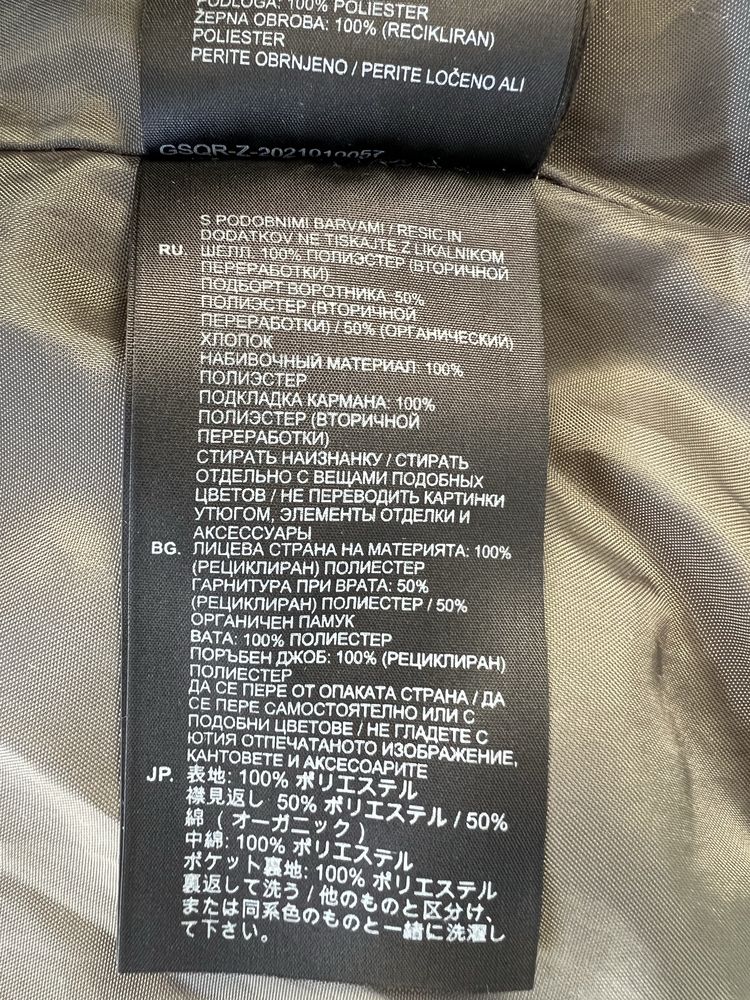 PODLOGA: 100% POLIESTER
ŽEPNA OBROBA: 100% (RECIKLIRAN)
POLIESTER
PERITE OBRNJENO / PERITE LOČENO ALI
GSQR-Z-2021010057
S PODOBNIMI BARVAMI / RESIC IN
DODATKOV NE TISKAJTE Z LIKALNIKOM
RU. ШЕЛЛ. 100% ПОЛИЭСТЕР (ВТОРИЧНОЙ
ПЕРЕРАБОТКИ)
ПОДБОРТ ВОРОТНИКА: 50%
ПОЛИЭСТЕР (ВТОРИЧНОЙ
ПЕРЕРАБОТКИ) / 50% (ОРГАНИЧЕСКИЙ)
ХЛОПОК
НАБИВОЧНЫЙ МАТЕРИАЛ: 100%
ПОЛИЭСТЕР
ПОДКЛАДКА КАРМАНА: 100%
ПОЛИЭСТЕР (ВТОРИЧНОЙ
ПЕРЕРАБОТКИ)
СТИРАТЬ НАИЗНАНКУ / СТИРАТЬ
ОТДЕЛЬНО С ВЕЩАМИ ПОДОБНЫХ
ЦВЕТОВ / НЕ ПЕРЕВОДИТЬ КАРТИНКИ
УТЮГОМ, ЭЛЕМЕНТЫ ОТДЕЛКИ И
АКСЕССУАРЫ
BG. ЛИЦЕВА СТРАНА НА МАТЕРИЯТА: 100%
(РЕЦИКЛИРАН) ПОЛИЕСТЕР
ГАРНИТУРА ПРИ ВРАТА: 50%
(РЕЦИКЛИРАН) ПОЛИЕСТЕР / 50%
ОРГАНИЧЕН ПАМУК
ВАТА: 100% ПОЛИЕСТЕР
ПОРЪБЕН ДЖОБ: 100% (РЕЦИКЛИРАН)
ПОЛИЕСТЕР
ДА СЕ ПЕРЕ ОТ ОПАКАТА СТРАНА / ДА
СЕ ПЕРЕ САМОСТОЯТЕЛНО ИЛИ С
ПОДОБНИ ЦВЕТОВЕ / НЕ ГЛАДЕТЕ С
ЮТИЯ ОТПЕЧАТАНОТО ИЗОБРАЖЕНИЕ,
КАНТОВЕТЕ И АКСЕСОАРИТЕ
JP. 表地: 100% ポリエステル
襟見返し 50% ポリエステル / 50%
綿 ( オーガニック )
中綿: 100% ポリエステル
ポケット裏地: 100% ポリエステル
裏返して洗う / 他のものと区分け、
または同系色のものと一緒に洗濯し
て下さい。